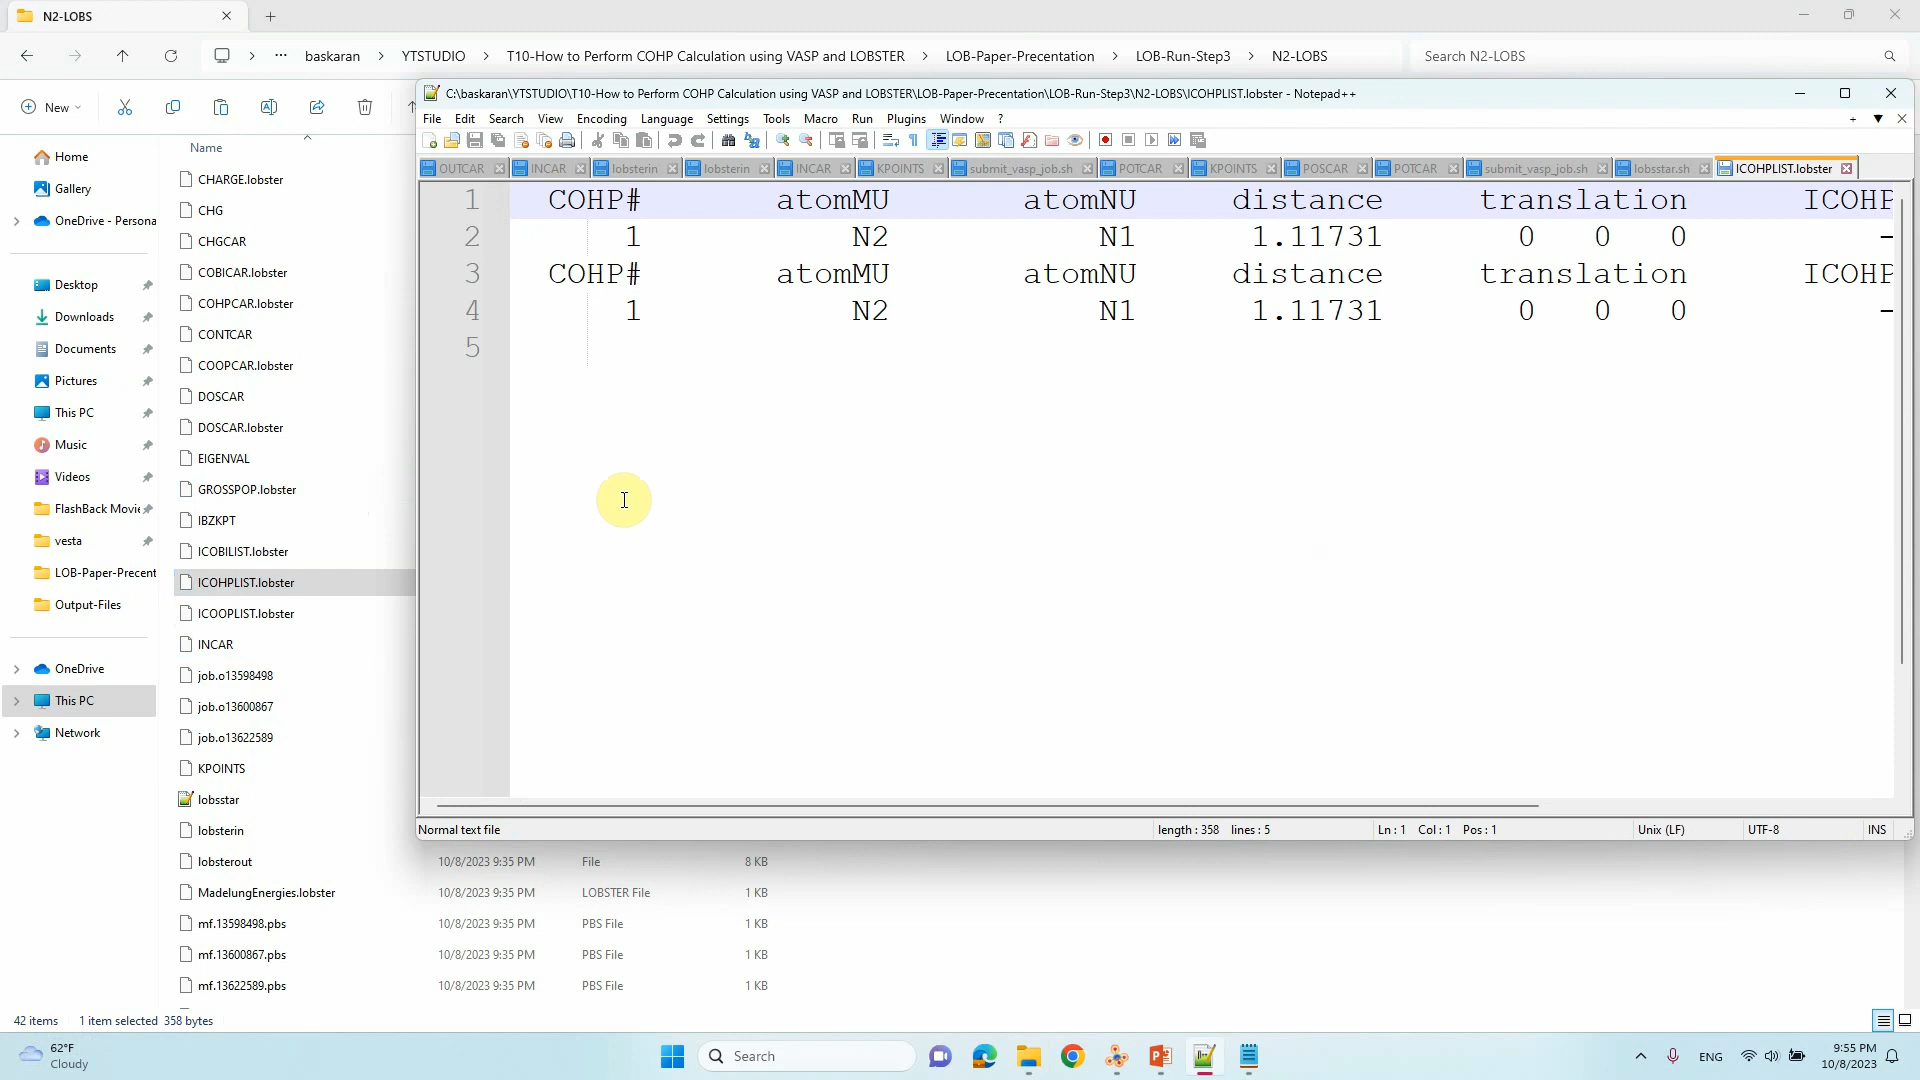 N2-LOBS
baskaran
YTSTUDIO
T10-How to Perform COHP Calculation using VASP and LOBSTER
LOB-Paper-Precentation
LOB-Run-Step3
N2-LOBS
Search N2-LOBS
New
C:\baskaran\YTSTUDIO\T10-How to Perform COHP Calculation using VASP and LOBSTER\LOB-Paper-Precentation\LOB-Run-Step3\N2-LOBS\ICOHPLIST.lobster - Notepad++
File Edit Search View Encoding Language Settings Tools Macro Run Plugins Window ?
OUTCAR INCAR lobsterin lobsterin INCAR KPOINTS submit_vasp_job.sh POTCAR KPOINTS POSCAR POTCAR submit_vasp_job.sh lobsstar.sh ICOHPLIST.lobster
1 COHP# atomMU atomNU distance translation ICOHP
2 1 N2 N1 1.11731 0 0 0 -
3 COHP# atomMU atomNU distance translation ICOHP
4 1 N2 N1 1.11731 0 0 0 -
5
Normal text file
length : 358 lines : 5
Ln : 1 Col : 1 Pos : 1
Unix (LF)
UTF-8
INS
Home
Gallery
OneDrive - Persona
Desktop
Downloads
Documents
Pictures
This PC
Music
Videos
FlashBack Movie
vesta
LOB-Paper-Precent
Output-Files
OneDrive
This PC
Network
Name
CHARGE.lobster
CHG
CHGCAR
COBICAR.lobster
COHPCAR.lobster
CONTCAR
COOPCAR.lobster
DOSCAR
DOSCAR.lobster
EIGENVAL
GROSSPOP.lobster
IBZKPT
ICOBILIST.lobster
ICOHPLIST.lobster
ICOOPLIST.lobster
INCAR
job.o13598498
job.o13600867
job.o13622589
KPOINTS
lobsstar
lobsterin
lobsterout 10/8/2023 9:35 PM File 8 KB
MadelungEnergies.lobster 10/8/2023 9:35 PM LOBSTER File 1 KB
mf.13598498.pbs 10/8/2023 9:35 PM PBS File 1 KB
mf.13600867.pbs 10/8/2023 9:35 PM PBS File 1 KB
mf.13622589.pbs 10/8/2023 9:35 PM PBS File 1 KB
42 items 1 item selected 358 bytes
62°F
Cloudy
Search
ENG
9:55 PM
10/8/2023